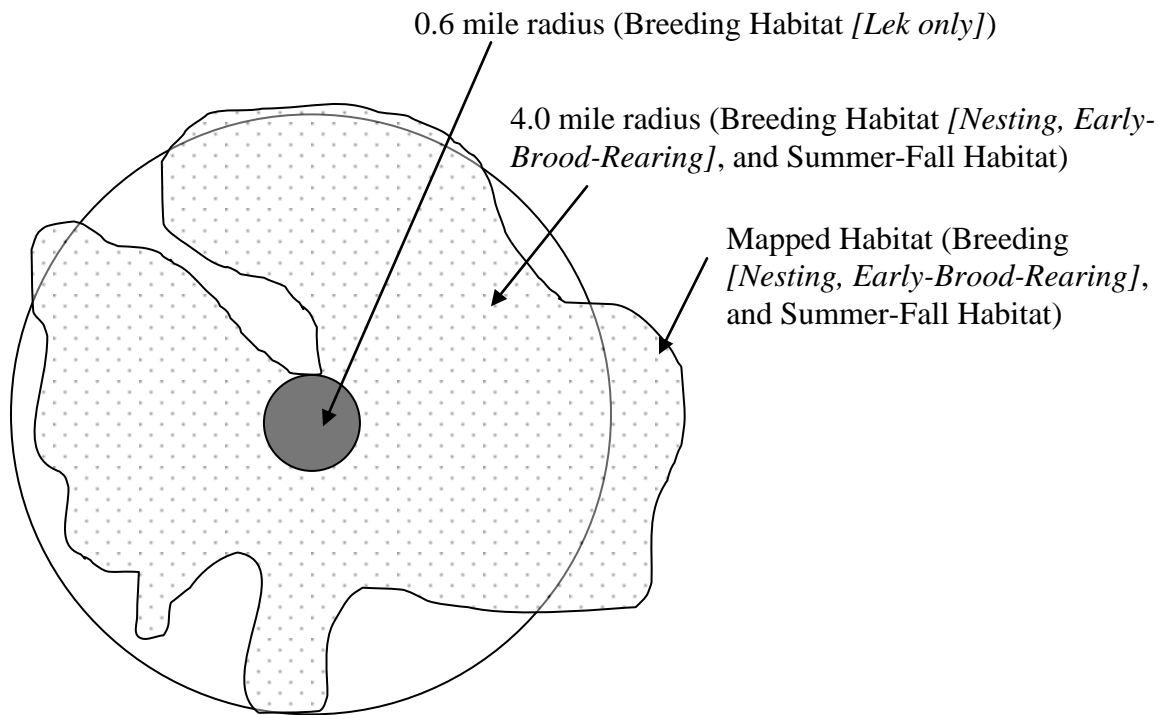 0.6 mile radius (Breeding Habitat [Lek only])
4.0 mile radius (Breeding Habitat [Nesting, Early-
Brood-Rearing], and Summer-Fall Habitat)
Mapped Habitat (Breeding
[Nesting, Early-Brood-Rearing],
and Summer-Fall Habitat)